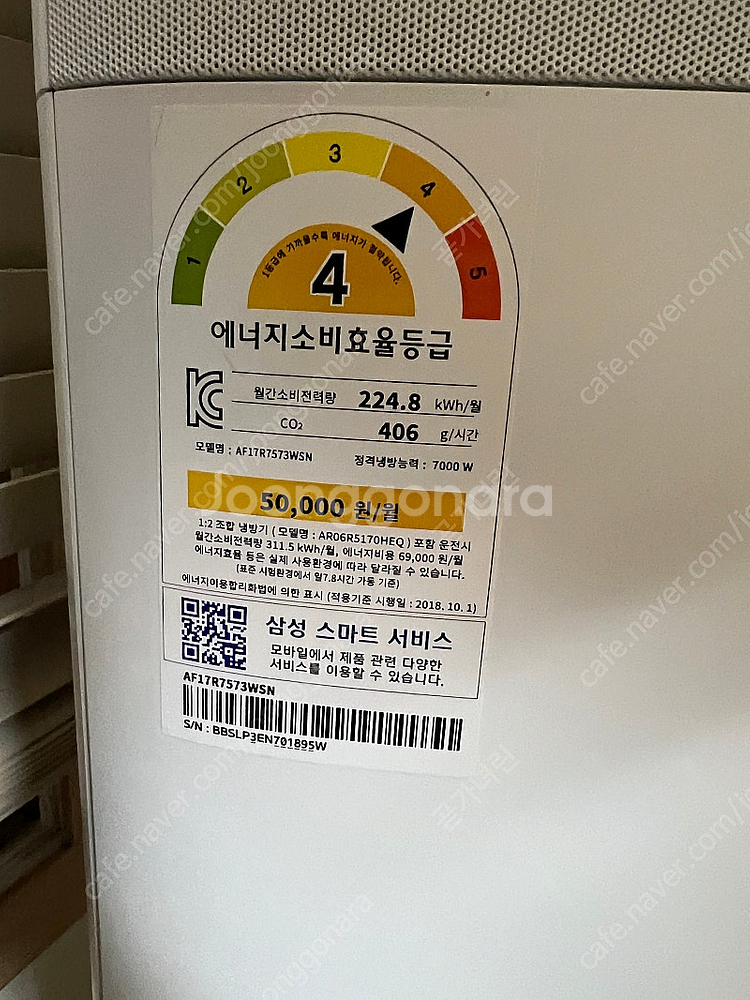 1
2
3
4
5
1등급에 가까울수록 에너지가 절약됩니다.
4
에너지소비효율등급
월간소비전력량 224.8 kWh/월
CO₂ 406 g/시간
모델명 : AF17R7573WSN 정격냉방능력 : 7000 W
50,000 원/월
1:2 조합 냉방기 ( 모델명 : AR06R5170HEQ ) 포함 운전시
월간소비전력량 311.5 kWh/월, 에너지비용 69,000 원/월
에너지효율 등은 실제 사용환경에 따라 달라질 수 있습니다.
(표준 시험환경에서 일7.8시간 가동 기준)
에너지이용합리화법에 의한 표시 (적용기준 시행일 : 2018. 10. 1)
삼성 스마트 서비스
모바일에서 제품 관련 다양한
서비스를 이용할 수 있습니다.
AF17R7573WSN
S/N : BBSLP3EN701895W
Joonggonara